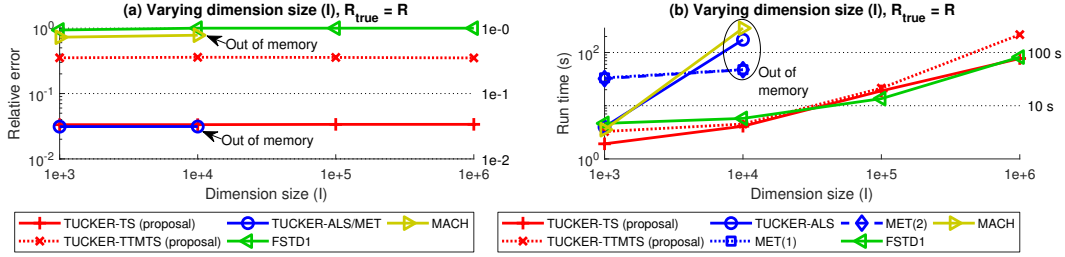 (a) Varying dimension size (I), R_true = R
Relative error
10^0
10^-1
10^-2
1e-0
1e-1
1e-2
Out of memory
Out of memory
1e+3 1e+4 1e+5 1e+6
Dimension size (I)
TUCKER-TS (proposal) TUCKER-ALS/MET MACH
TUCKER-TTMTS (proposal) FSTD1
(b) Varying dimension size (I), R_true = R
Run time (s)
10^2
10^1
10^0
100 s
10 s
Out of
memory
1e+3 1e+4 1e+5 1e+6
Dimension size (I)
TUCKER-TS (proposal) TUCKER-ALS MET(2) MACH
TUCKER-TTMTS (proposal) MET(1) FSTD1